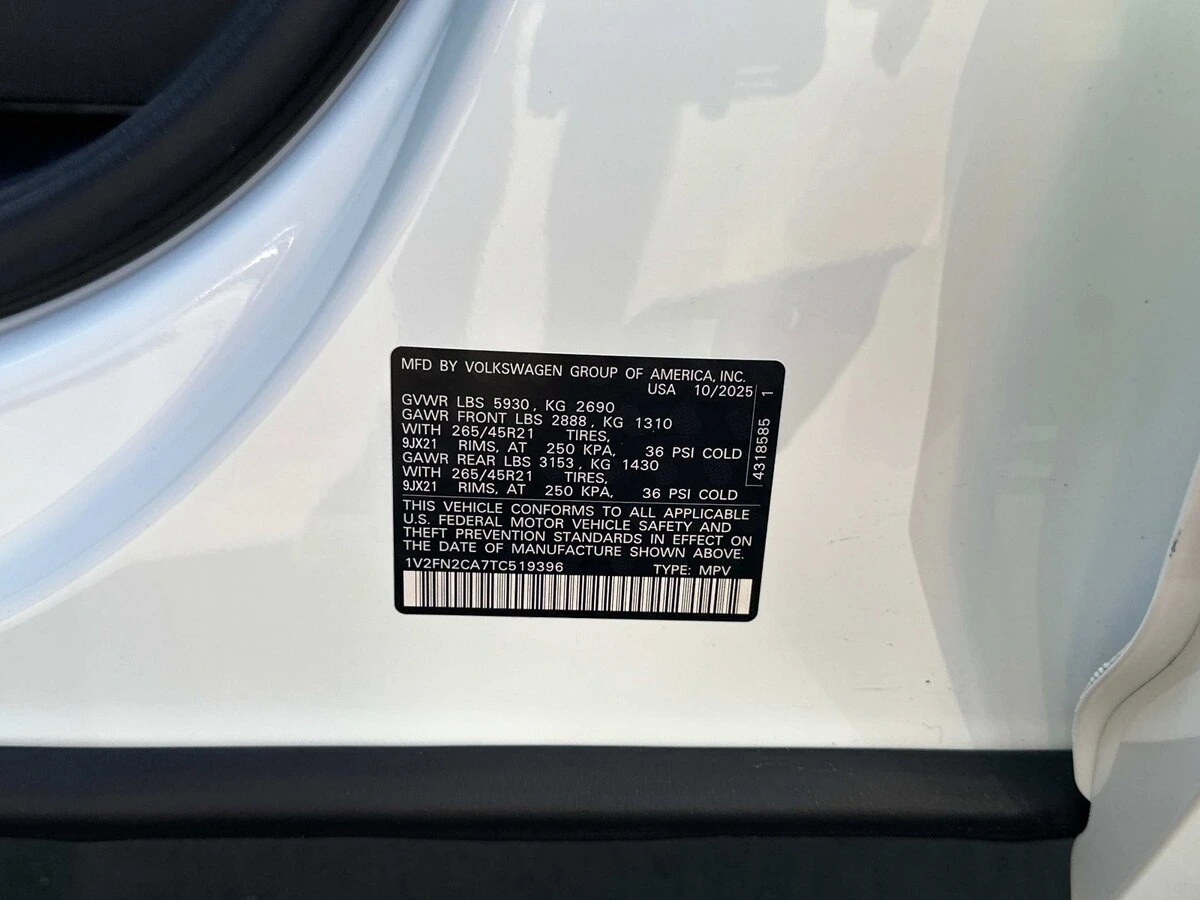 MFD BY VOLKSWAGEN GROUP OF AMERICA, INC.
USA 10/2025
GVWR LBS 5930, KG 2690
GAWR FRONT LBS 2888, KG 1310
WITH 265/45R21 TIRES,
9JX21 RIMS, AT 250 KPA, 36 PSI COLD
GAWR REAR LBS 3153, KG 1430
WITH 265/45R21 TIRES,
9JX21 RIMS, AT 250 KPA, 36 PSI COLD
THIS VEHICLE CONFORMS TO ALL APPLICABLE
U.S. FEDERAL MOTOR VEHICLE SAFETY AND
THEFT PREVENTION STANDARDS IN EFFECT ON
THE DATE OF MANUFACTURE SHOWN ABOVE.
1V2FN2CA7TC519396 TYPE: MPV
4318585 1